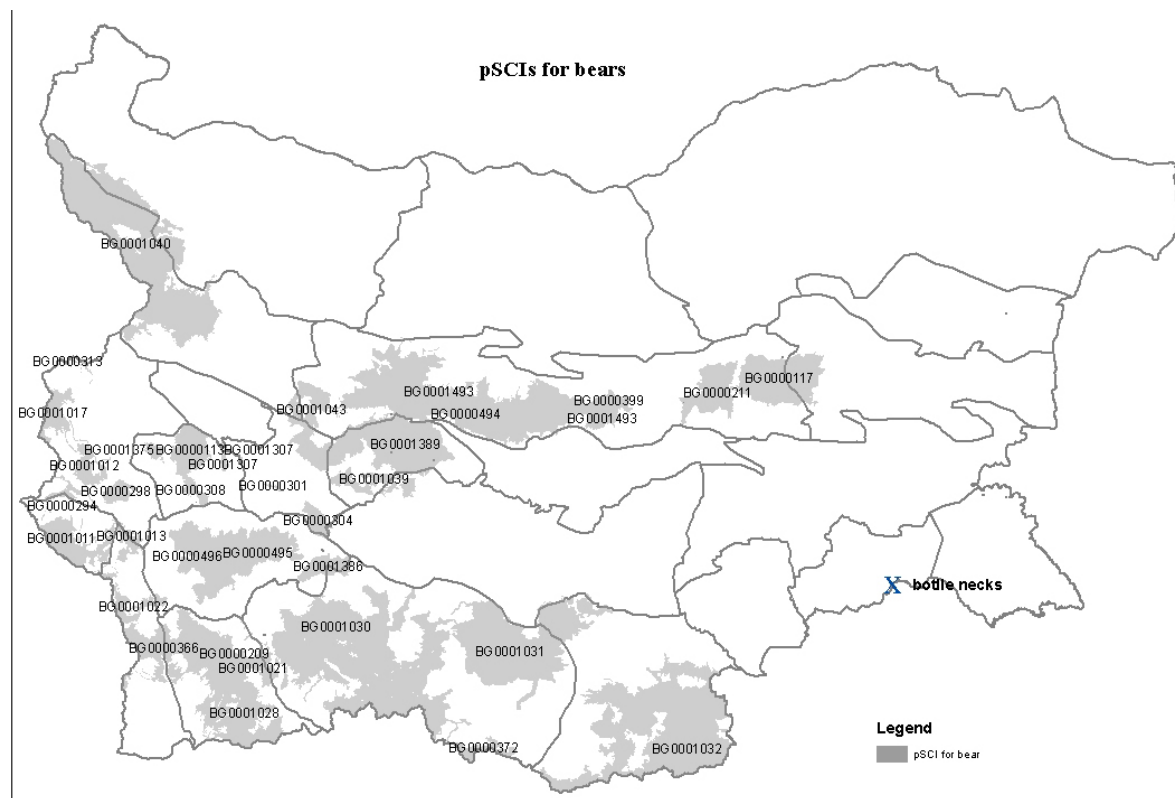 pSCIs for bears
BG0001040
BG0000313
BG0001017
BG0001043
BG0001493
BG0000494
BG0000399
BG0001493
BG0000211
BG0000117
BG0001375
BG0000113
BG0001307
BG0001307
BG0001389
BG0001012
BG0000298
BG0000308
BG0000301
BG0001039
BG0000294
BG0001011
BG0001013
BG0000304
BG0000496
BG0000495
BG0001386
BG0001022
BG0000366
BG0000209
BG0001021
BG0001030
BG0001031
BG0001028
BG0000372
BG0001032
X bottle necks
Legend
pSCI for bear